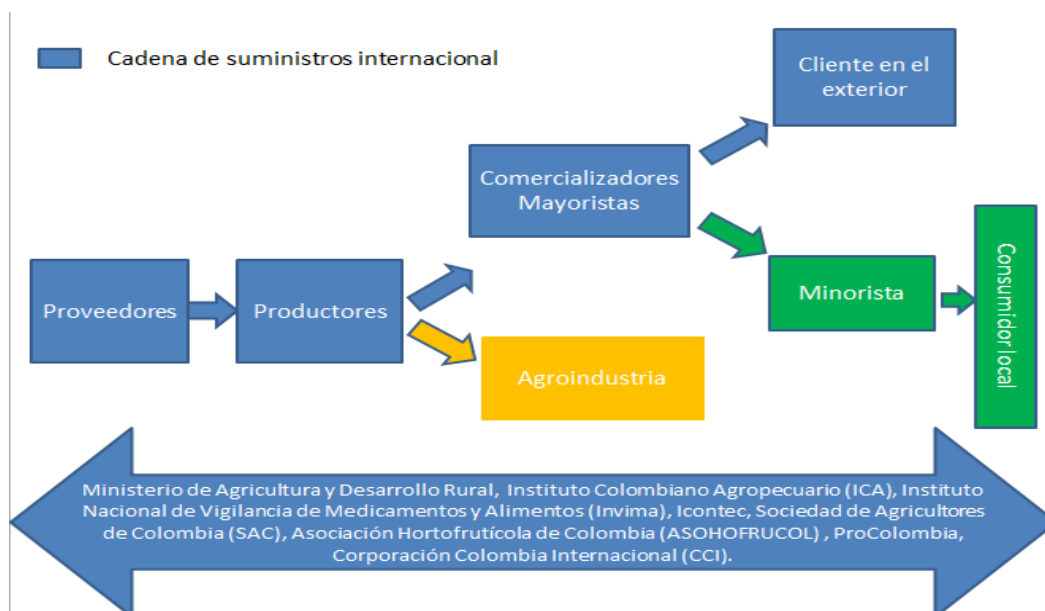 Cadena de suministros internacional
Cliente en el
exterior
Comercializadores
Mayoristas
Proveedores
Productores
Minorista
Consumidor local
Agroindustria
Ministerio de Agricultura y Desarrollo Rural, Instituto Colombiano Agropecuario (ICA), Instituto
Nacional de Vigilancia de Medicamentos y Alimentos (Invima), Icontec, Sociedad de Agricultores
de Colombia (SAC), Asociación Hortofrutícola de Colombia (ASOHOFRUCOL) , ProColombia,
Corporación Colombia Internacional (CCI).